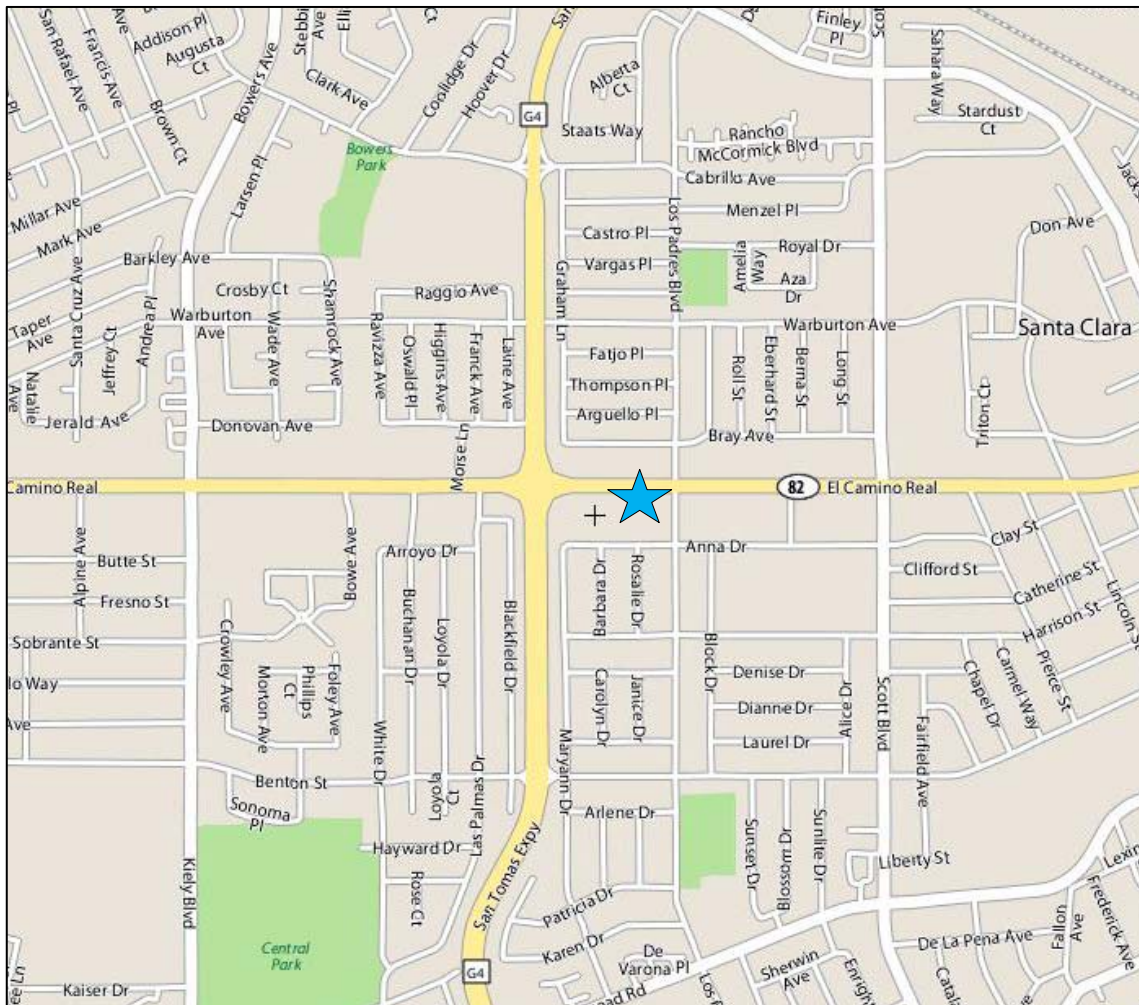 San Rafael Ave
Francis Ave
Ave
Addison Pl
Augusta
Ct
Brown Ct
Bowers Ave
Ave
Clark Ave
Ct
Coolidge Dr
Hoover Dr
G4
Alberta
Ct
Staats Way
Finley
Pl
Sahara Way
Stardust
Ct
Rancho
McCormick Blvd
Cabrillo Ave
Menzel Pl
Los Padres Blvd
Castro Pl
Vargas Pl
Royal Dr
Amelia
Way
Aza
Dr
Don Ave
Bowers
Park
Larsen Pl
Millar Ave
Mark Ave
Barkley Ave
Santa Cruz Ave
Taper
Ave
Jeffrey Ct
Andrea Pl
Natalie
Ave
Jerald Ave
Crosby Ct
Warburton
Ave
Wade Ave
Shamrock Ave
Donovan Ave
Raggio Ave
Ravizza Ave
Oswald Pl
Higgins Ave
Franck Ave
Laine Ave
Graham Ln
Warburton Ave
Santa Clara
Fatjo Pl
Thompson Pl
Arguello Pl
Roll St
Eberhard St
Berna St
Long St
Bray Ave
Triton Ct
Morse Ln
Camino Real
82
El Camino Real
Alpine Ave
Butte St
Fresno St
Sobrante St
lo Way
Ave
Bowe Ave
Arroyo Dr
Buchanan Dr
Loyola Dr
Blackfield Dr
Crowley Ave
Morton Ave
Phillips
Ct
Foley Ave
White Dr
Las Palmas Dr
Anna Dr
Barbara Dr
Rosalie Dr
Carolyn Dr
Janice Dr
Block Dr
Denise Dr
Dianne Dr
Laurel Dr
Alice Dr
Scott Blvd
Clay St
Clifford St
Catherine St
Harrison St
Lincoln St
Pierce St
Carmel Way
Chapel Dr
Fairfield Ave
Maryann Dr
Benton St
Sonoma
Pl
Loyola
Ct
Hayward Dr
Rose Ct
San Tomas Expy
G4
Arlene Dr
Sunset Dr
Blossom Dr
Sunlite Dr
Liberty St
Patricia Dr
Karen Dr
De
Varona Pl
Sherwin
Ave
De La Pena Ave
Fallon
Ave
Frederick Ave
Kiely Blvd
Central
Park
Kaiser Dr